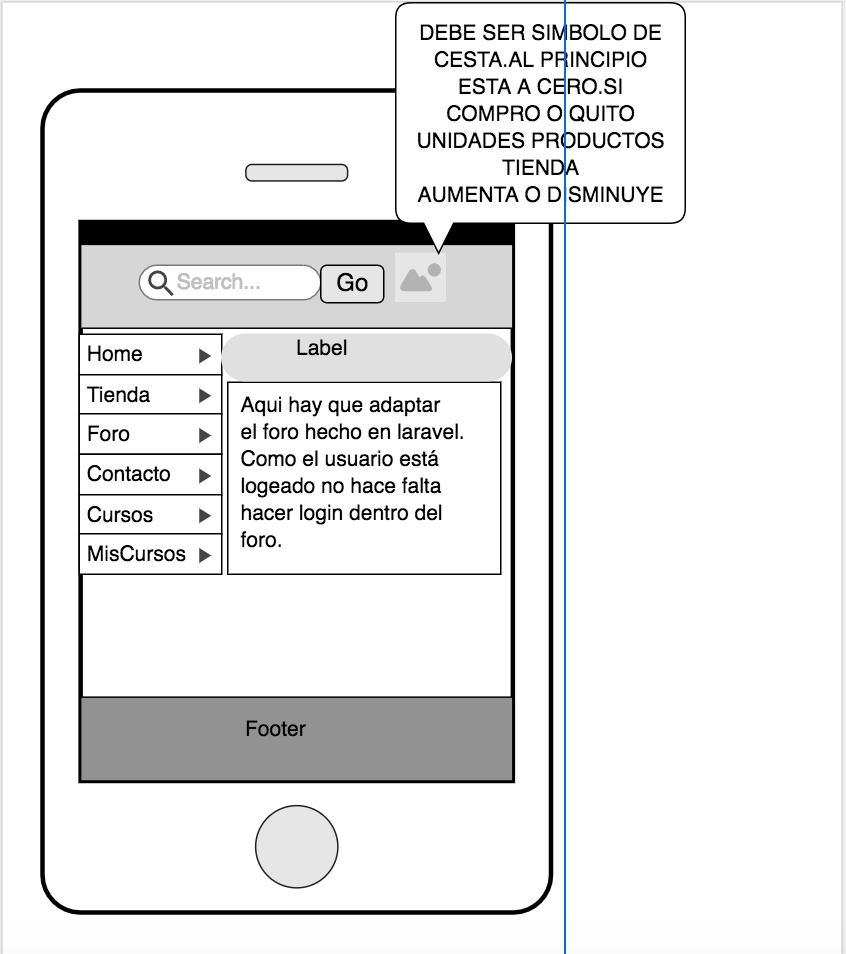 DEBE SER SIMBOLO DE
CESTA.AL PRINCIPIO
ESTA A CERO.SI
COMPRO O QUITO
UNIDADES PRODUCTOS
TIENDA
AUMENTA O DISMINUYE
Search...
Go
Home
Tienda
Foro
Contacto
Cursos
MisCursos
Label
Aqui hay que adaptar
el foro hecho en laravel.
Como el usuario está
logeado no hace falta
hacer login dentro del
foro.
Footer